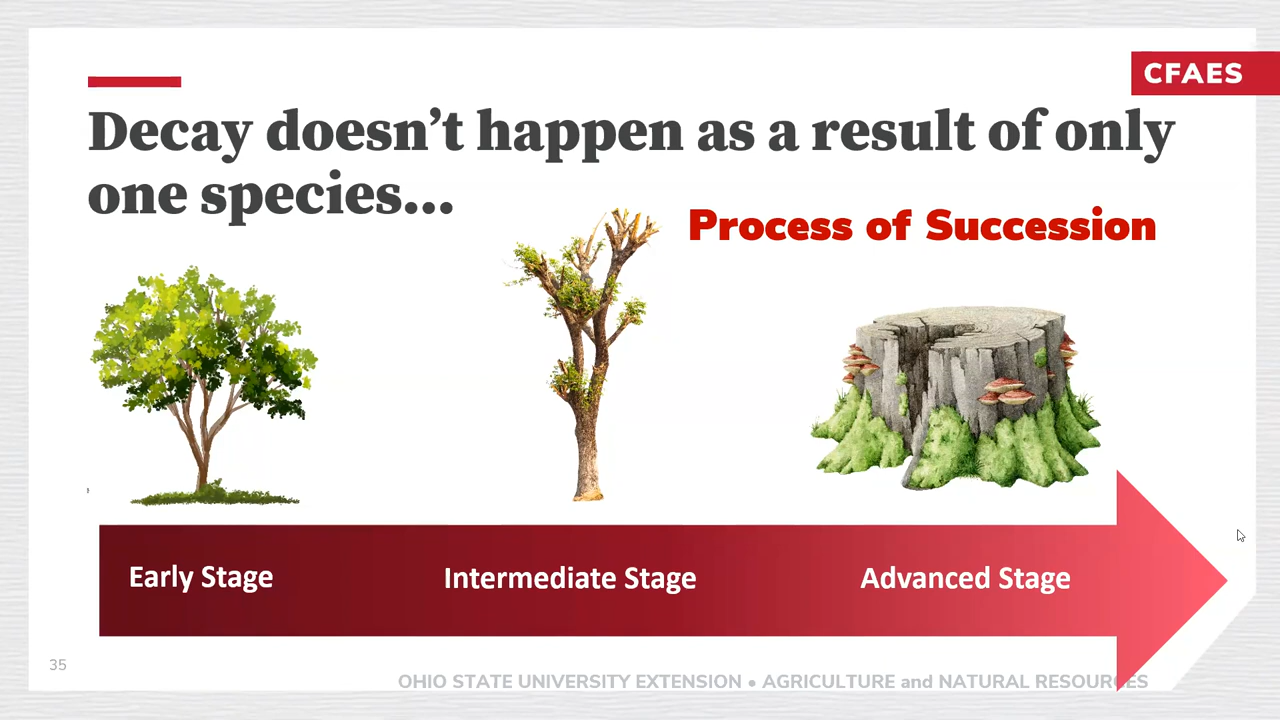 CFAES
Decay doesn’t happen as a result of only
one species...
Process of Succession
Early Stage
Intermediate Stage
Advanced Stage
35
OHIO STATE UNIVERSITY EXTENSION • AGRICULTURE and NATURAL RESOURCES